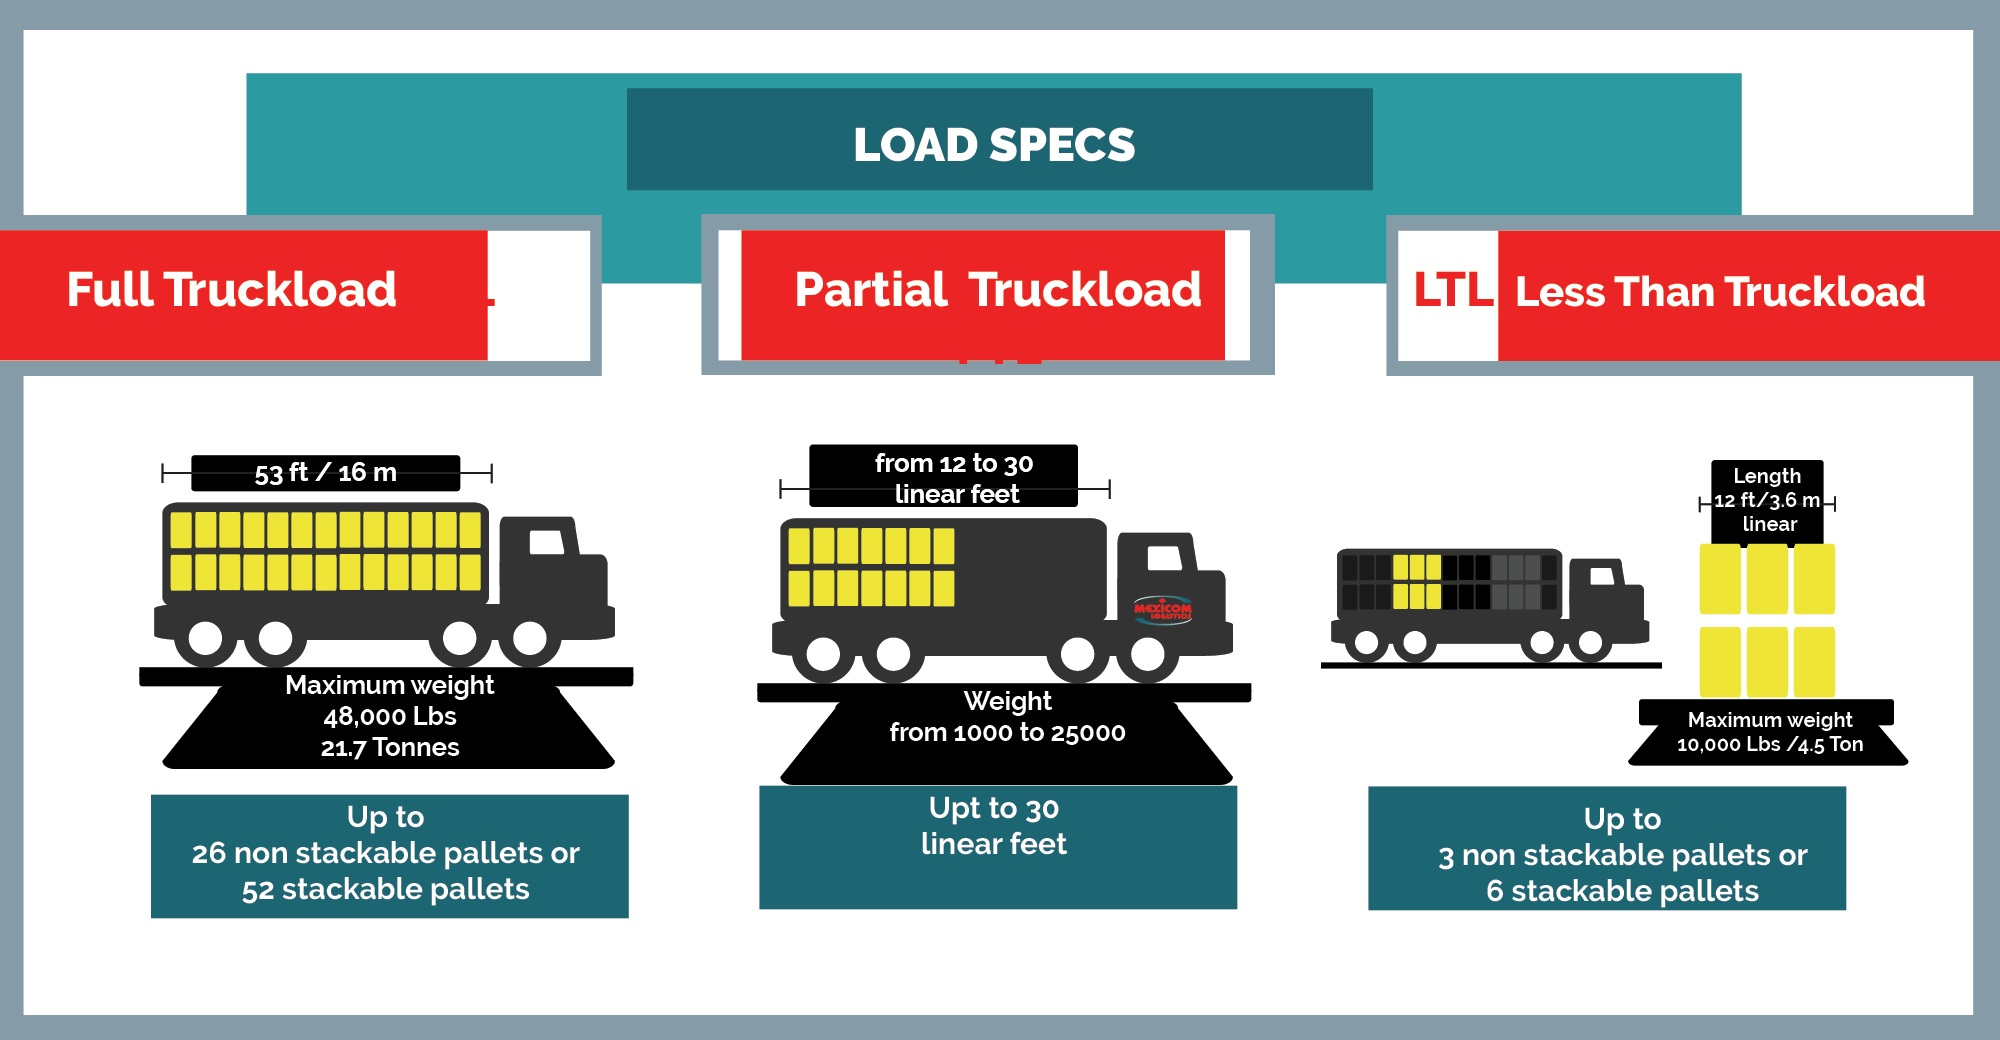 LOAD SPECS
Full Truckload
Partial Truckload
LTL Less Than Truckload
53 ft / 16 m
Maximum weight
48,000 Lbs
21.7 Tonnes
Up to
26 non stackable pallets or
52 stackable pallets
from 12 to 30
linear feet
MEXICOM
LOGISTICS
Weight
from 1000 to 25000
Upt to 30
linear feet
Length
12 ft/3.6 m
linear
Maximum weight
10,000 Lbs /4.5 Ton
Up to
3 non stackable pallets or
6 stackable pallets